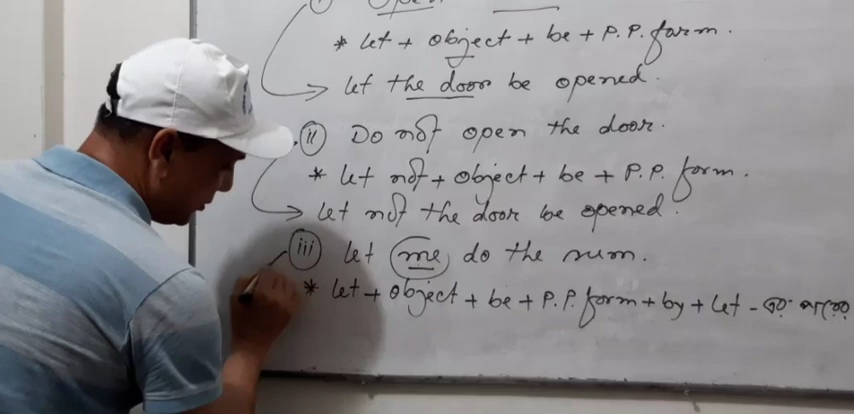 * let + object + be + P.P. form.
let the door be opened.
(ii) Do not open the door.
* let not + object + be + P.P. form.
let not the door be opened.
(iii) let me do the sum.
* let + object + be + P.P. form + by + let -